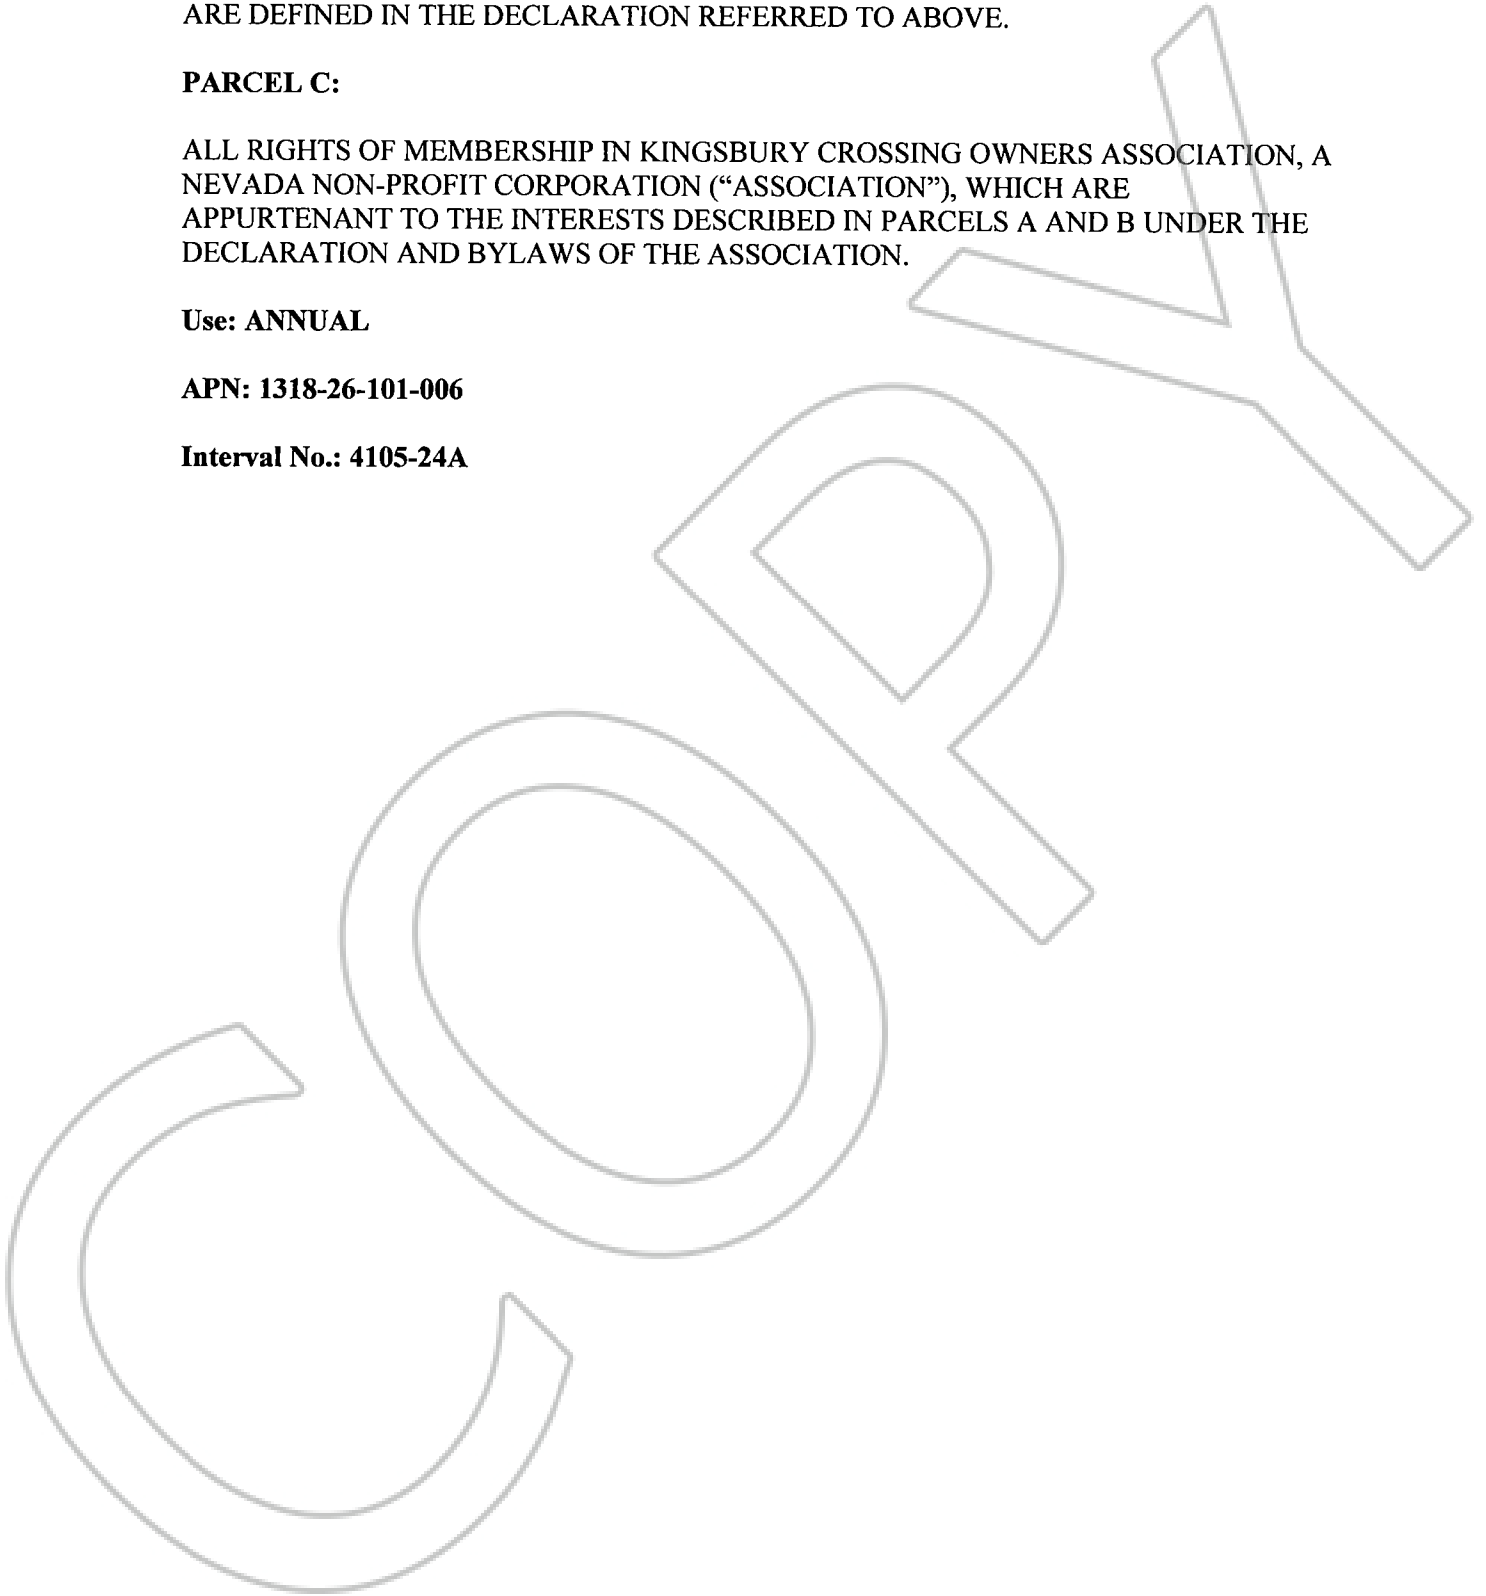 ARE DEFINED IN THE DECLARATION REFERRED TO ABOVE.
PARCEL C:
ALL RIGHTS OF MEMBERSHIP IN KINGSBURY CROSSING OWNERS ASSOCIATION, A
NEVADA NON-PROFIT CORPORATION (“ASSOCIATION”), WHICH ARE
APPURTENANT TO THE INTERESTS DESCRIBED IN PARCELS A AND B UNDER THE
DECLARATION AND BYLAWS OF THE ASSOCIATION.
Use: ANNUAL
APN: 1318-26-101-006
Interval No.: 4105-24A
COPY